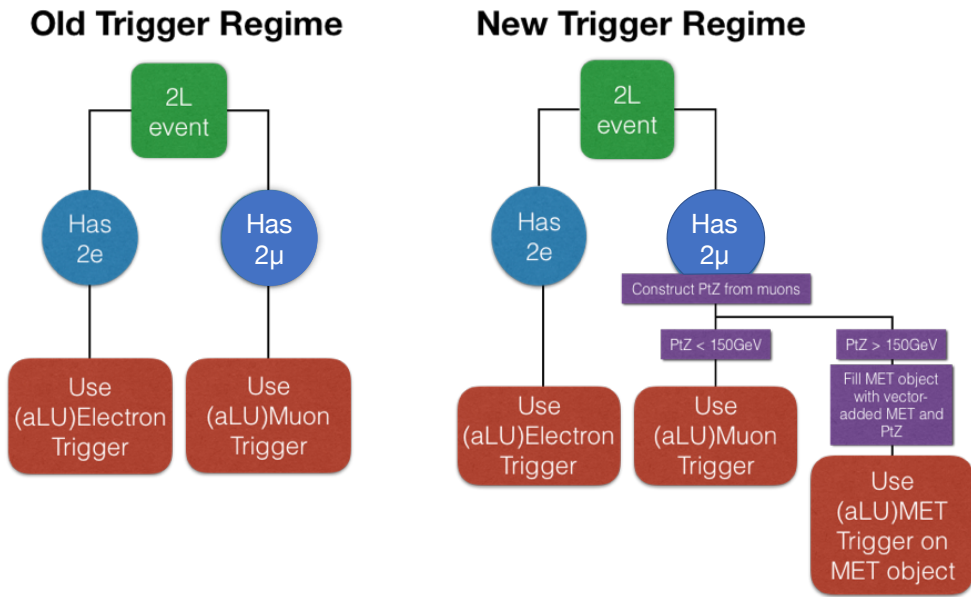 Old Trigger Regime
2L
event
Has
2e
Has
2μ
Use
(aLU)Electron
Trigger
Use
(aLU)Muon
Trigger
New Trigger Regime
2L
event
Has
2e
Has
2μ
Construct PtZ from muons
PtZ < 150GeV
PtZ > 150GeV
Fill MET object
with vector-
added MET and
PtZ
Use
(aLU)Electron
Trigger
Use
(aLU)Muon
Trigger
Use
(aLU)MET
Trigger on
MET object